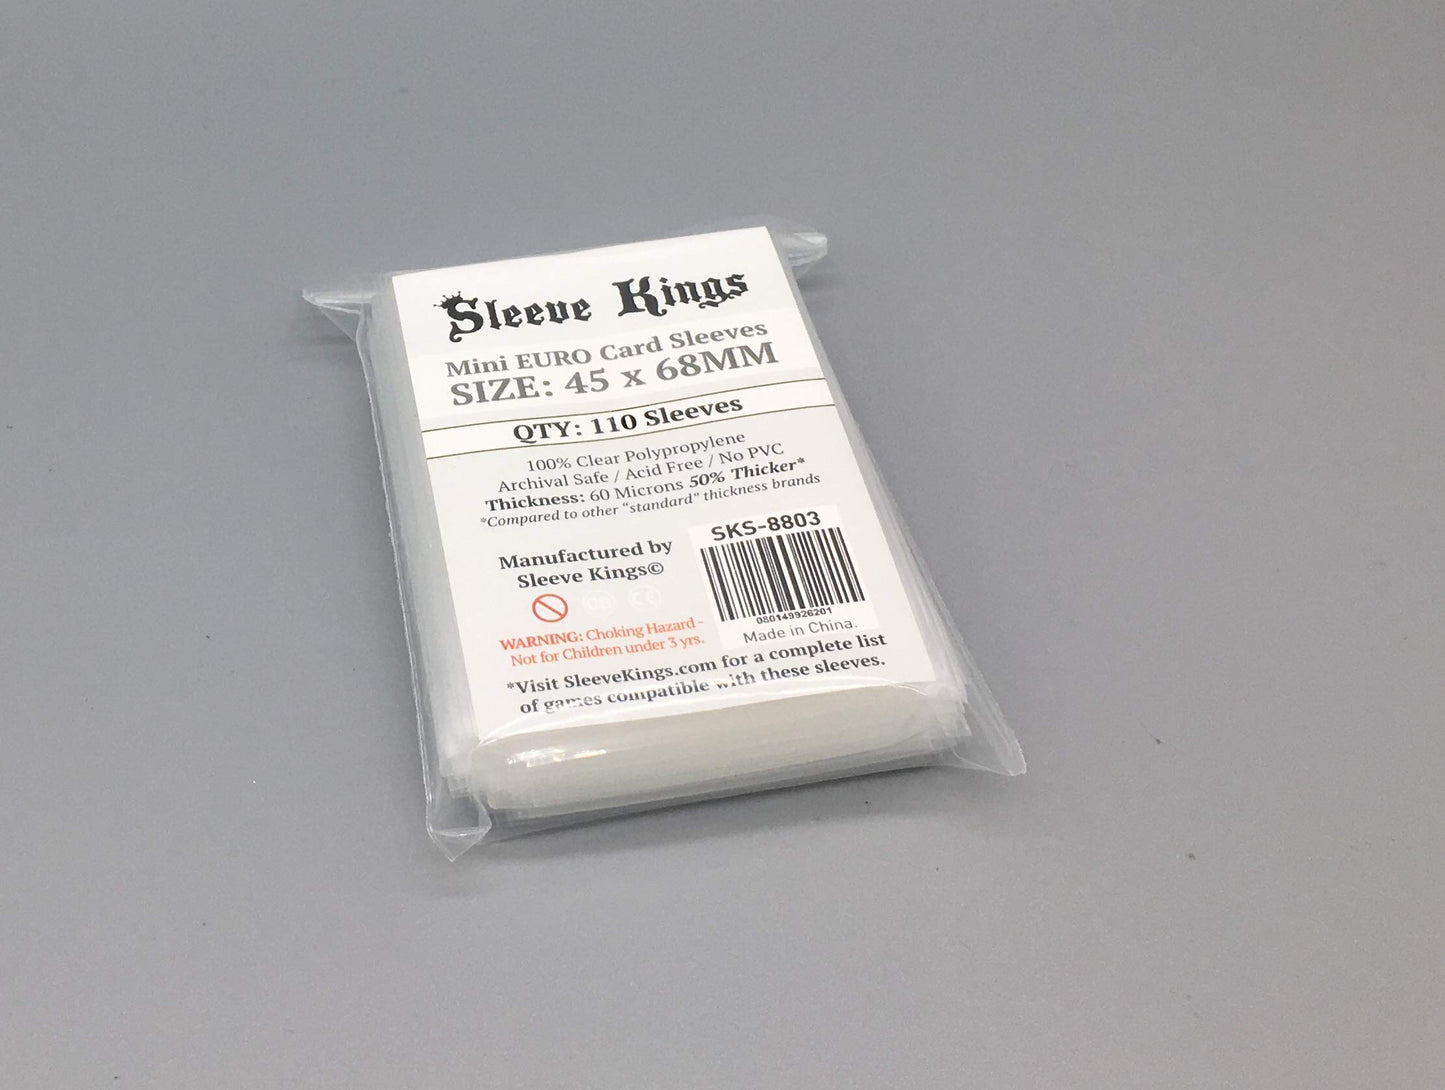 Sleeve Kings
Mini EURO Card Sleeves
SIZE: 45 x 68MM
QTY: 110 Sleeves
100% Clear Polypropylene
Archival Safe / Acid Free / No PVC
Thickness: 60 Microns 50% Thicker*
*Compared to other "standard" thickness brands
SKS-8803
Manufactured by
Sleeve Kings©
CE
080149926201
Made in China.
WARNING: Choking Hazard -
Not for Children under 3 yrs.
*Visit SleeveKings.com for a complete list
of games compatible with these sleeves.